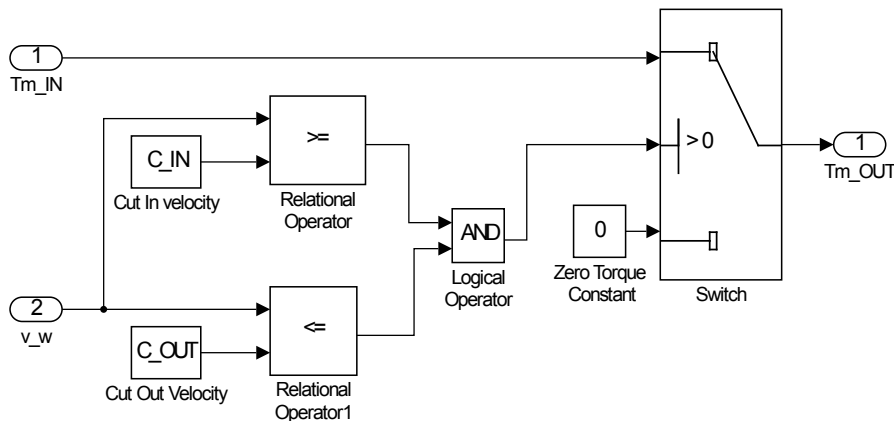 1
Tm_IN
C_IN
Cut In velocity
>=
Relational
Operator
2
v_w
C_OUT
Cut Out Velocity
<=
Relational
Operator1
AND
Logical
Operator
0
Zero Torque
Constant
> 0
Switch
1
Tm_OUT